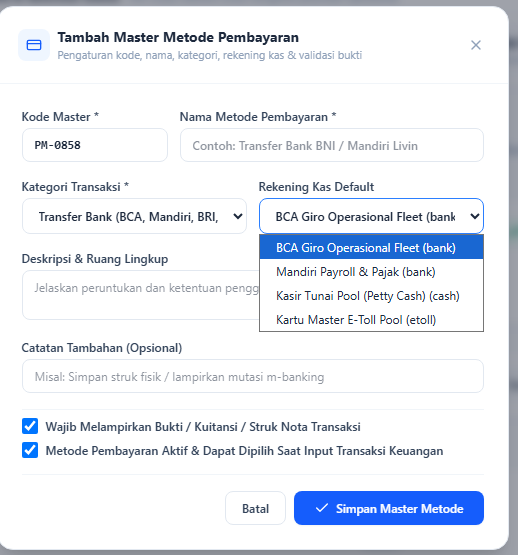 Tambah Master Metode Pembayaran
Pengaturan kode, nama, kategori, rekening kas & validasi bukti
Kode Master *
Nama Metode Pembayaran *
PM-0858
Contoh: Transfer Bank BNI / Mandiri Livin
Kategori Transaksi *
Rekening Kas Default
Transfer Bank (BCA, Mandiri, BRI,
BCA Giro Operasional Fleet (bank
BCA Giro Operasional Fleet (bank)
Mandiri Payroll & Pajak (bank)
Kasir Tunai Pool (Petty Cash) (cash)
Kartu Master E-Toll Pool (etoll)
Deskripsi & Ruang Lingkup
Jelaskan peruntukan dan ketentuan pengg
Catatan Tambahan (Opsional)
Misal: Simpan struk fisik / lampirkan mutasi m-banking
Wajib Melampirkan Bukti / Kuitansi / Struk Nota Transaksi
Metode Pembayaran Aktif & Dapat Dipilih Saat Input Transaksi Keuangan
Batal
Simpan Master Metode